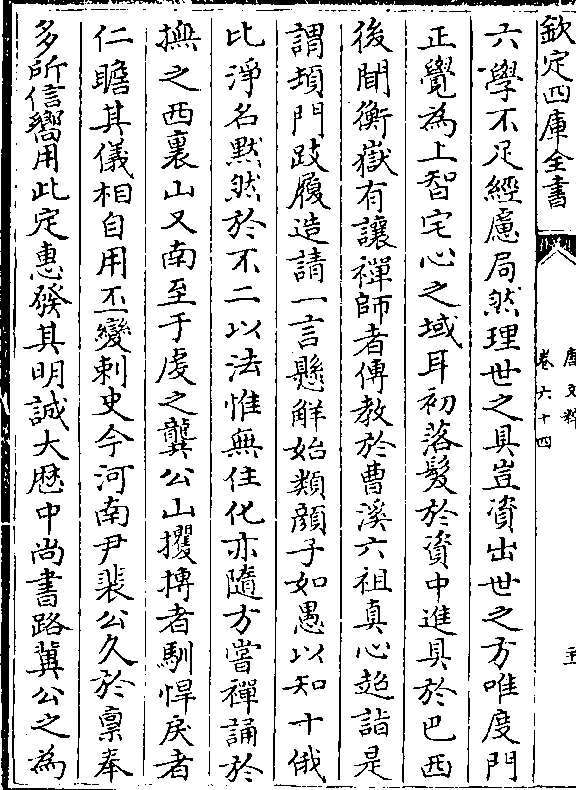 欽定四庫全書
唐文粹
卷六十四
五
六學不足經慮局然理世之具豈資出世之方唯度門
正覺為上智宅心之域耳初落髮於資中進具於巴西
後聞衡嶽有讓禪師者傳教於曹溪六祖真心超詣是
謂頓門跂履造請一言懸解始類顔子如愚以知十俄
比淨名黙然於不二以法惟無住化亦隨方嘗禪誦於
撫之西裏山又南至于虔之龔公山攫搏者馴悍戾者
仁瞻其儀相自用丕變刺史今河南尹裴公久於禀奉
多所信嚮用此定惠發其明誠大厯中尚書路冀公之為